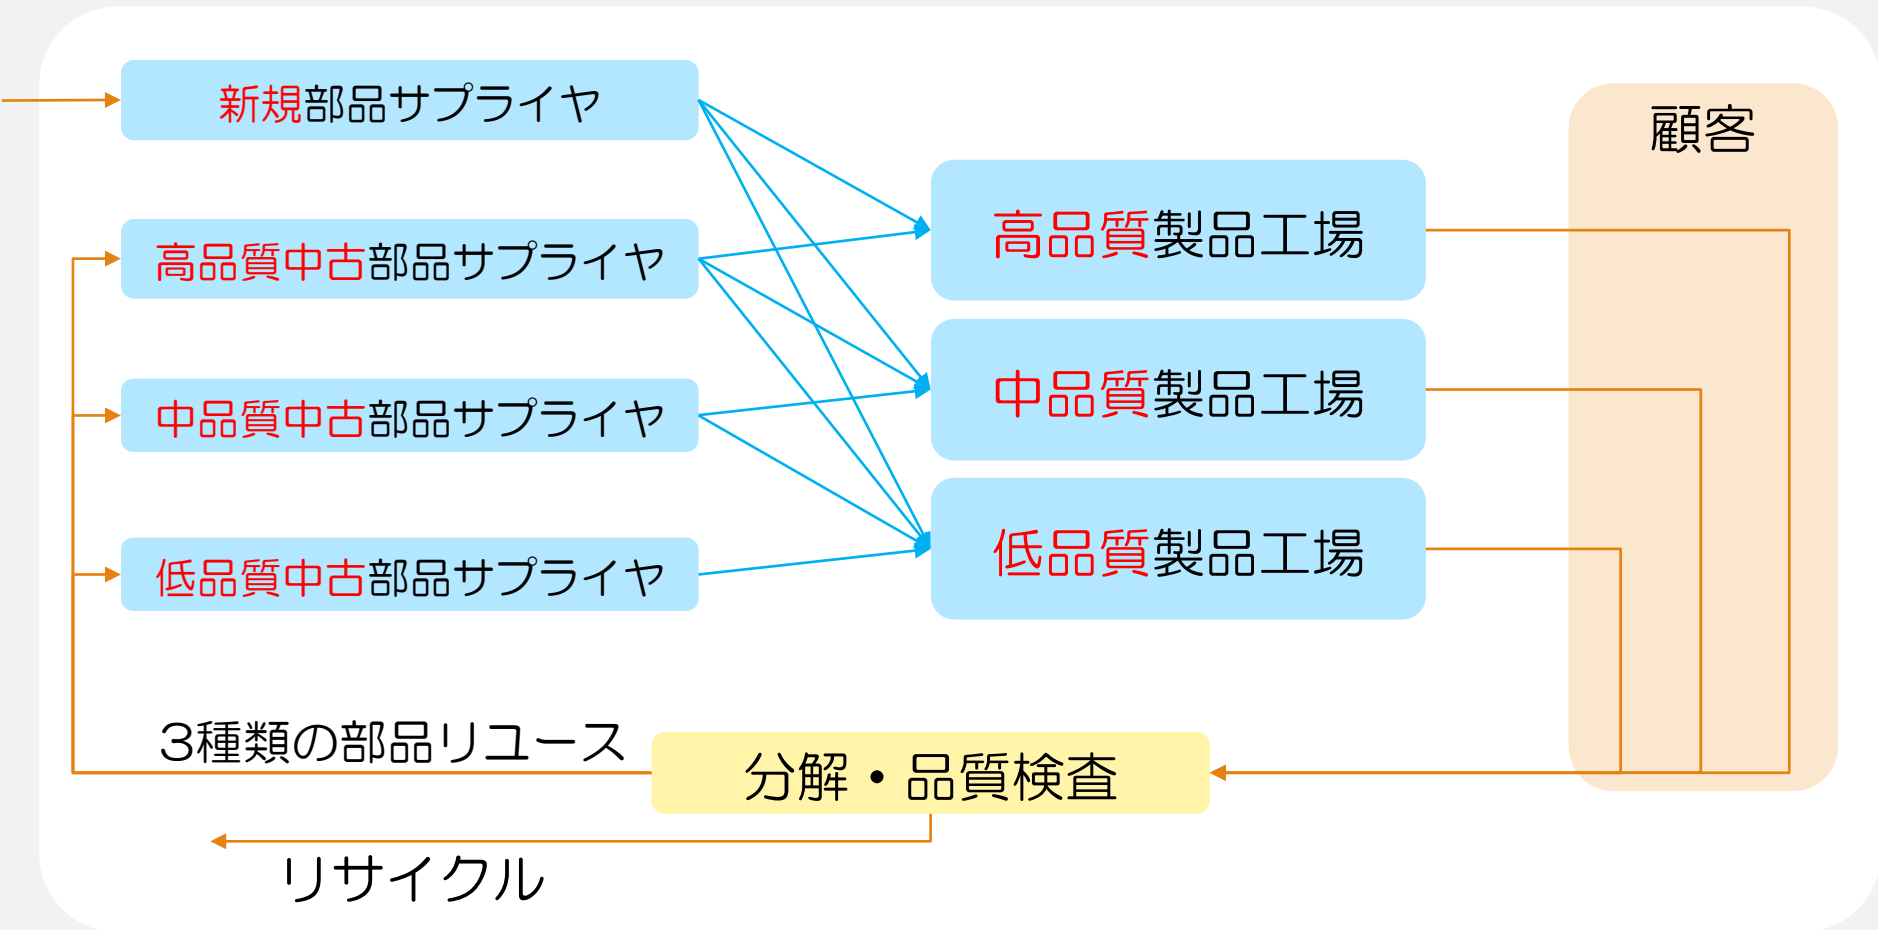 新規部品サプライヤ
高品質中古部品サプライヤ
中品質中古部品サプライヤ
低品質中古部品サプライヤ
高品質製品工場
中品質製品工場
低品質製品工場
顧客
3種類の部品リユース
分解・品質検査
リサイクル